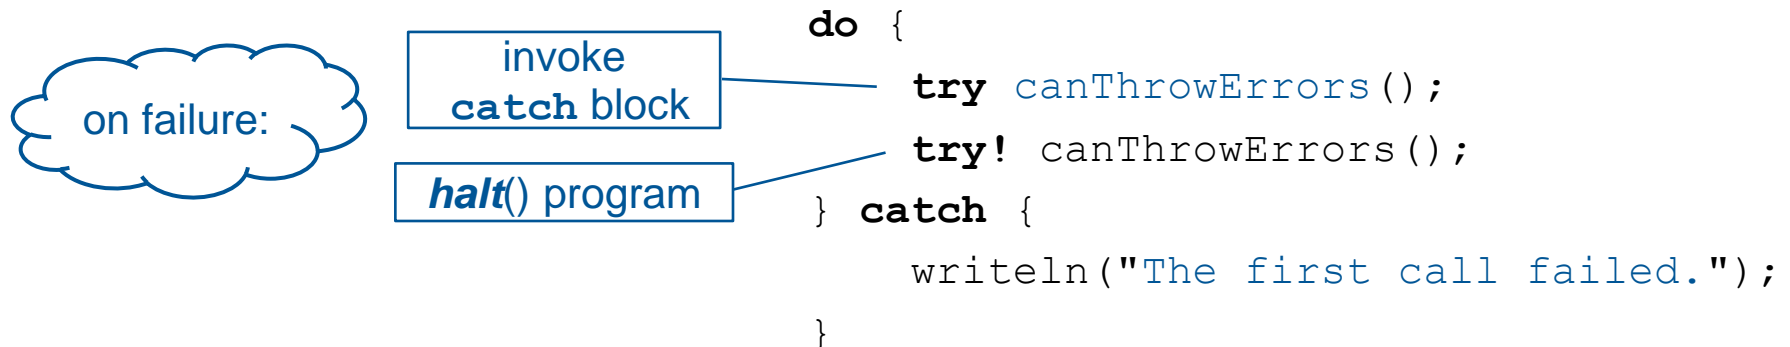 on failure:
invoke
catch block
halt() program
do {
try canThrowErrors();
try! canThrowErrors();
} catch {
writeln("The first call failed.");
}